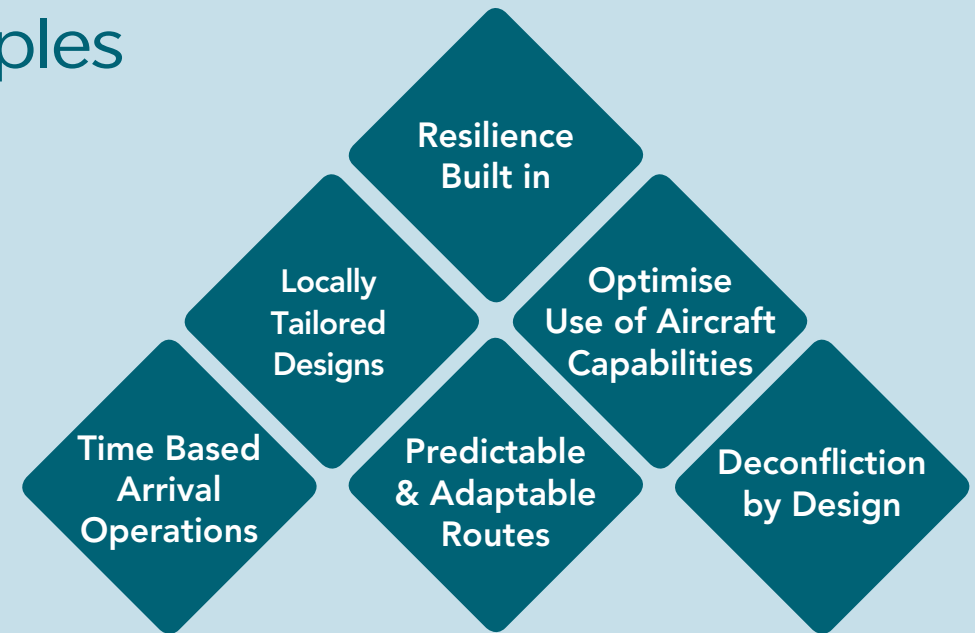 ples
Resilience
Built in
Locally
Tailored
Designs
Optimise
Use of Aircraft
Capabilities
Time Based
Arrival
Operations
Predictable
& Adaptable
Routes
Deconfliction
by Design